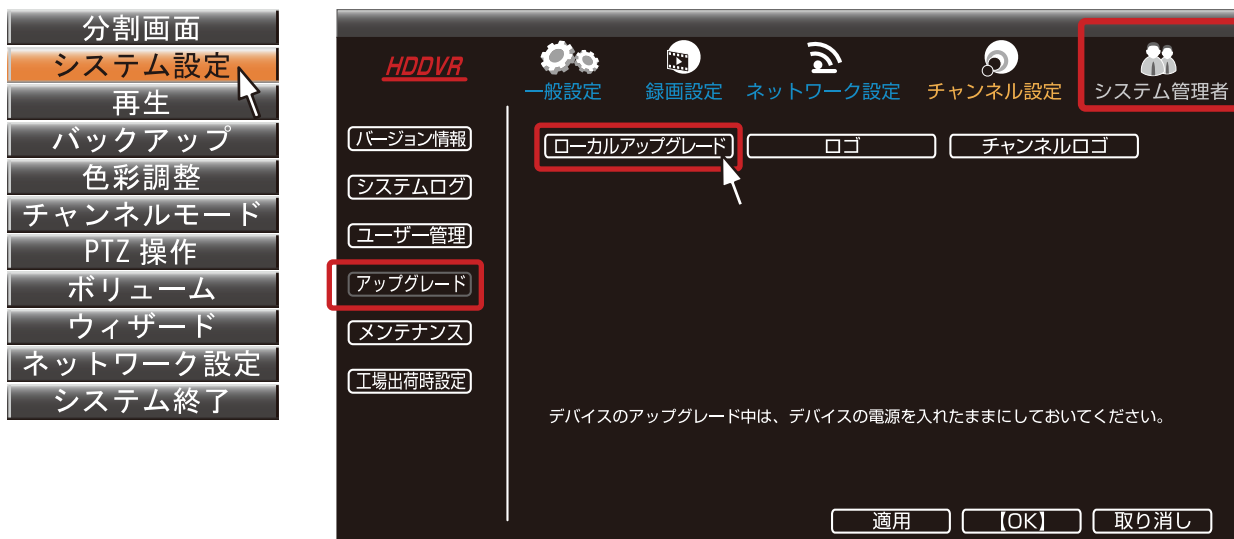 分割画面
システム設定
再生
バックアップ
色彩調整
チャンネルモード
PTZ 操作
ボリューム
ウィザード
ネットワーク設定
システム終了
HDDVR
一般設定
録画設定
ネットワーク設定
チャンネル設定
システム管理者
バージョン情報
システムログ
ユーザー管理
アップグレード
メンテナンス
工場出荷時設定
ローカルアップグレード
ロゴ
チャンネルロゴ
デバイスのアップグレード中は、デバイスの電源を入れたままにしておいてください。
適用
【OK】
取り消し